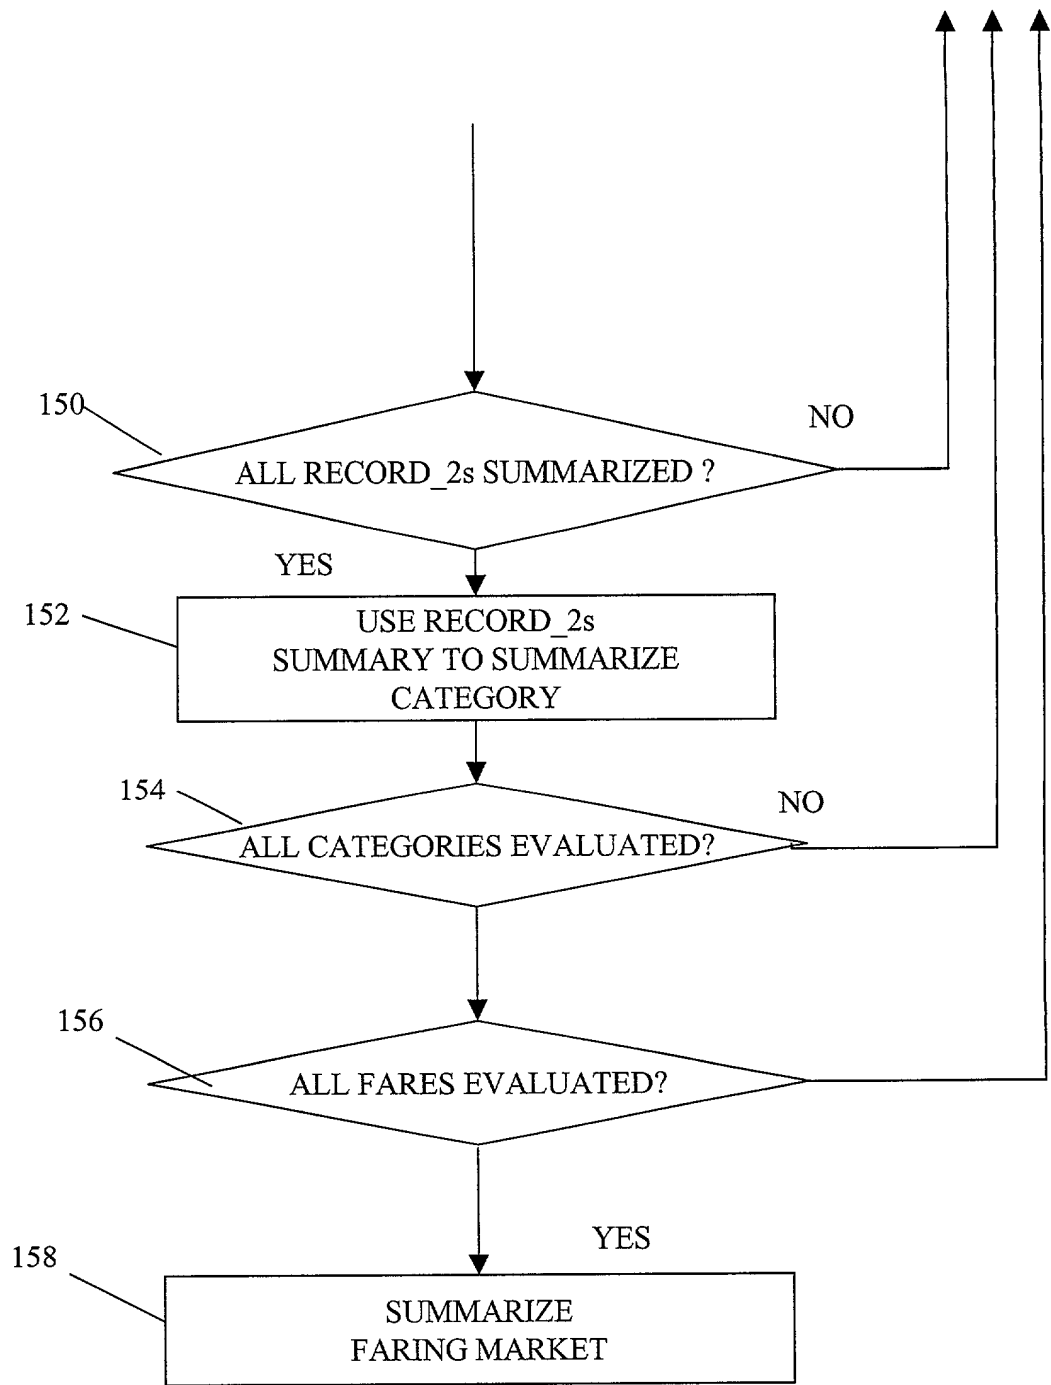 150
NO
ALL RECORD_2s SUMMARIZED ?
YES
152
USE RECORD_2s
SUMMARY TO SUMMARIZE
CATEGORY
154
NO
ALL CATEGORIES EVALUATED?
156
ALL FARES EVALUATED?
YES
158
SUMMARIZE
FARING MARKET